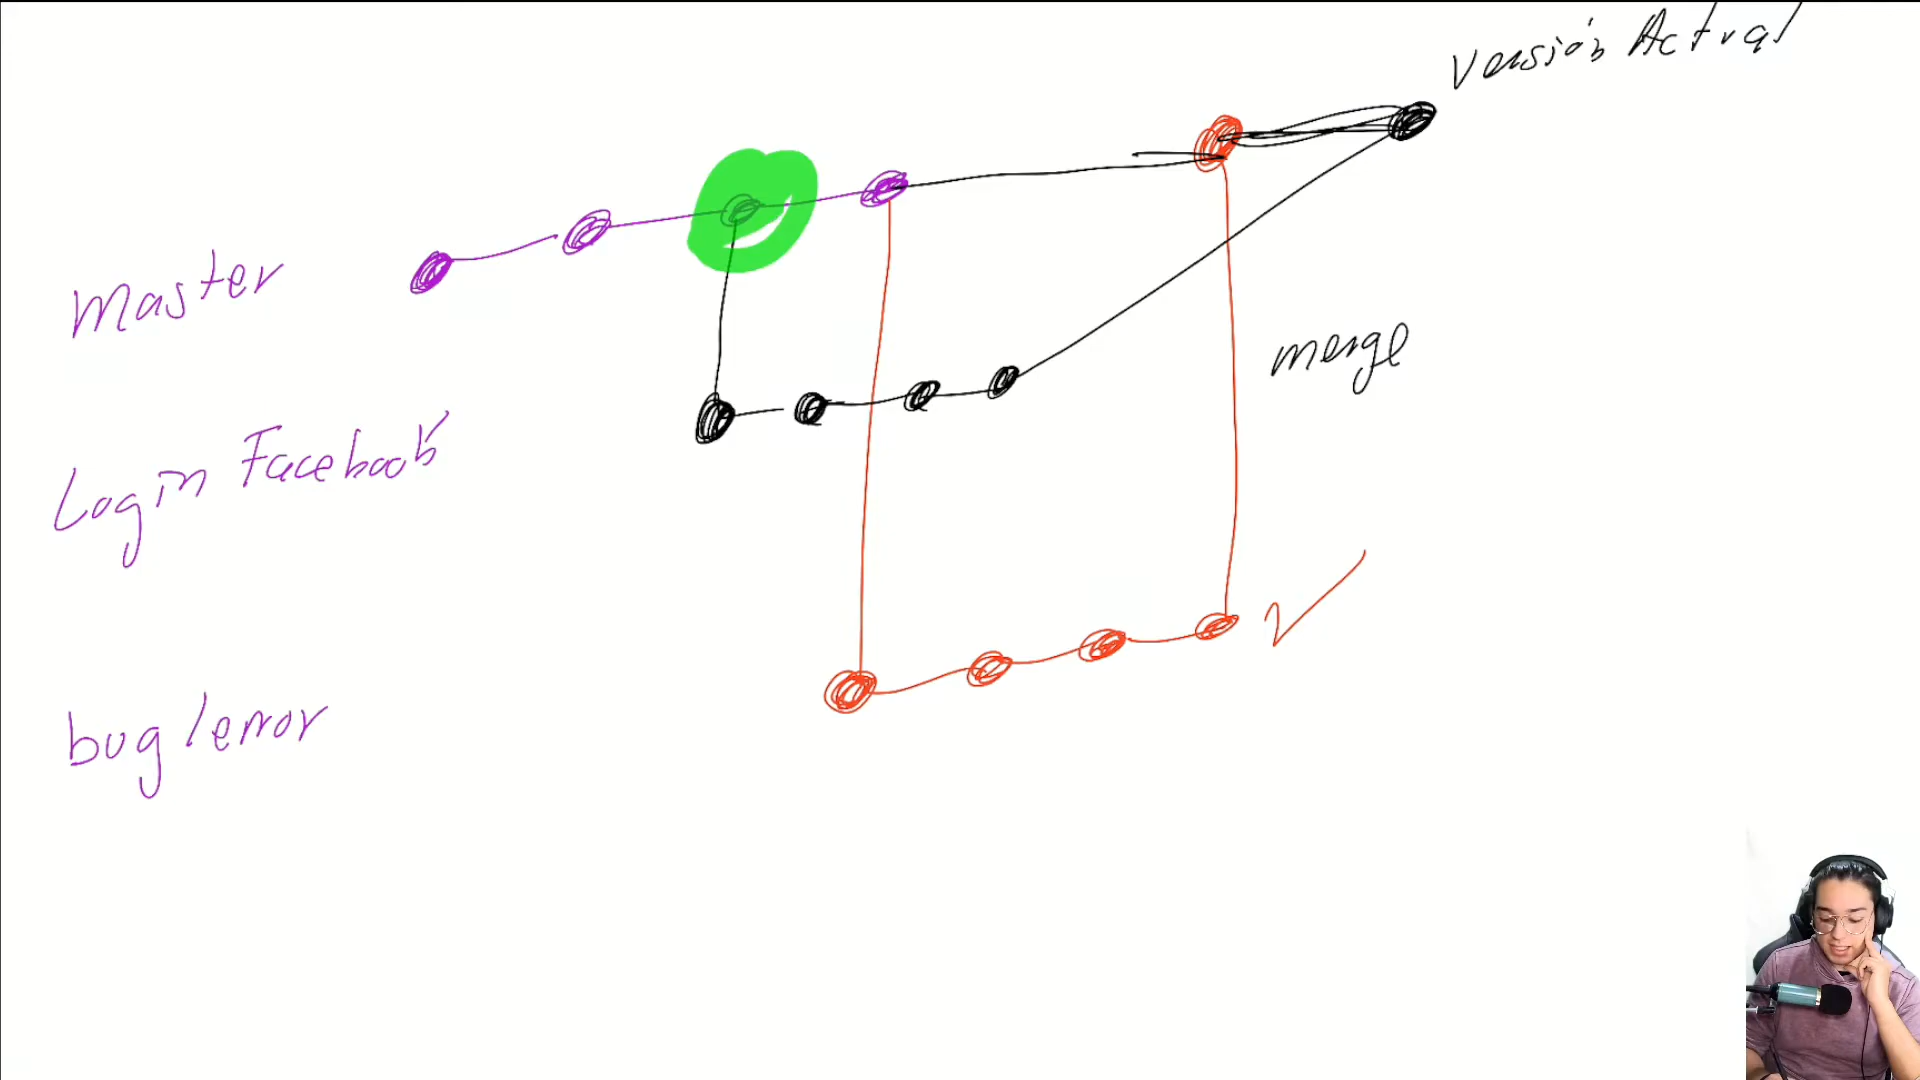 versión Actual
Master
merge
Login Facebook
bug/error